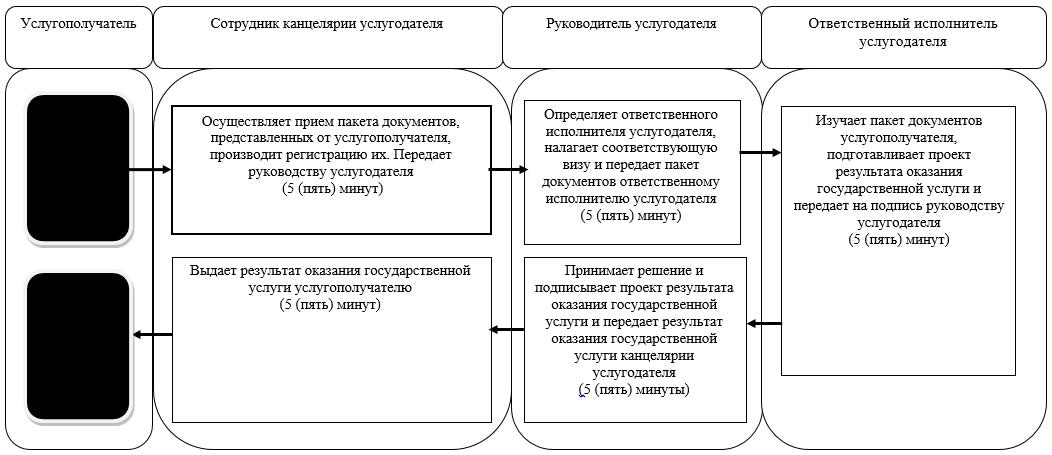 Услугополучатель
Сотрудник канцелярии услугодателя
Руководитель услугодателя
Ответственный исполнитель
услугодателя
Осуществляет прием пакета документов,
представленных от услугополучателя,
производит регистрацию их. Передает
руководству услугодателя
(5 (пять) минут)
Определяет ответственного
исполнителя услугодателя,
налагает соответствующую
визу и передает пакет
документов ответственному
исполнителю услугодателя
(5 (пять) минут)
Изучает пакет документов
услугополучателя,
подготавливает проект
результата оказания
государственной услуги и
передает на подпись руководству
услугодателя
(5 (пять) минут)
Принимает решение и
подписывает проект результата
оказания государственной
услуги и передает результат
оказания государственной
услуги канцелярии
услугодателя
(5 (пять) минуты)
Выдает результат оказания государственной
услуги услугополучателю
(5 (пять) минут)